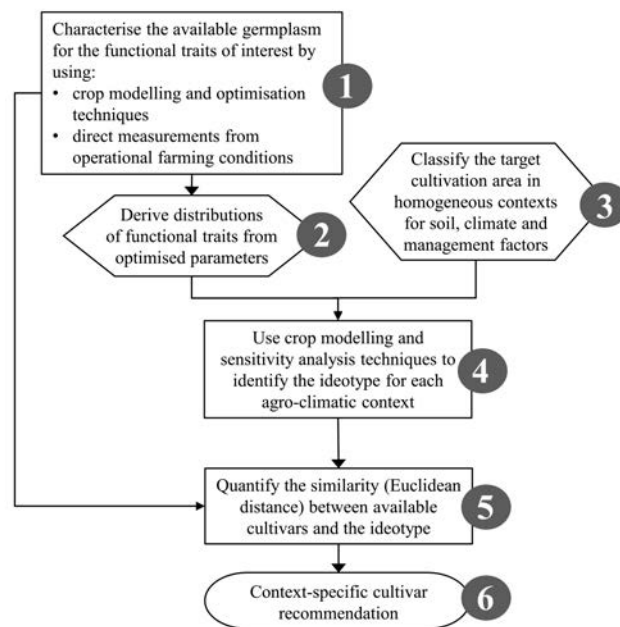 Characterise the available germplasm
for the functional traits of interest by
using:
• crop modelling and optimisation
techniques
• direct measurements from
operational farming conditions
1
Derive distributions
of functional traits from
optimised parameters
2
Classify the target
cultivation area in
homogeneous contexts
for soil, climate and
management factors
3
Use crop modelling and
sensitivity analysis techniques to
identify the ideotype for each
agro-climatic context
4
Quantify the similarity (Euclidean
distance) between available
cultivars and the ideotype
5
Context-specific cultivar
recommendation
6